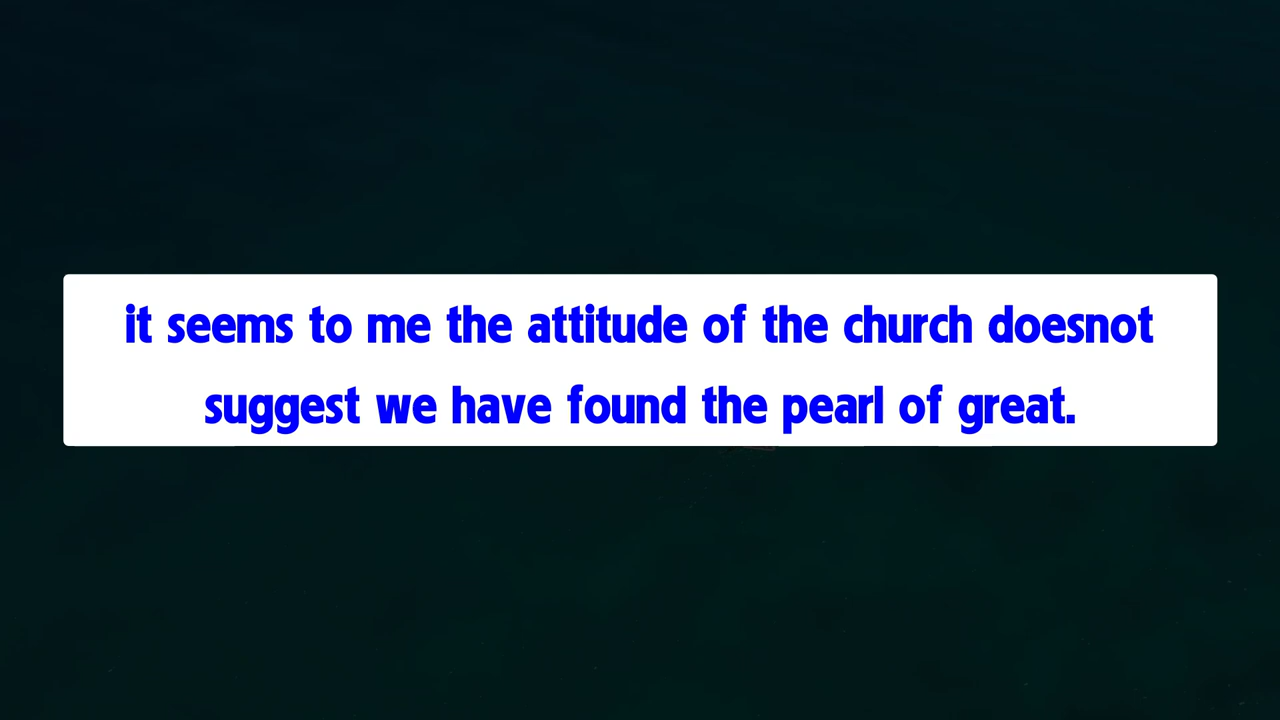 it seems to me the attitude of the church doesnot
suggest we have found the pearl of great.